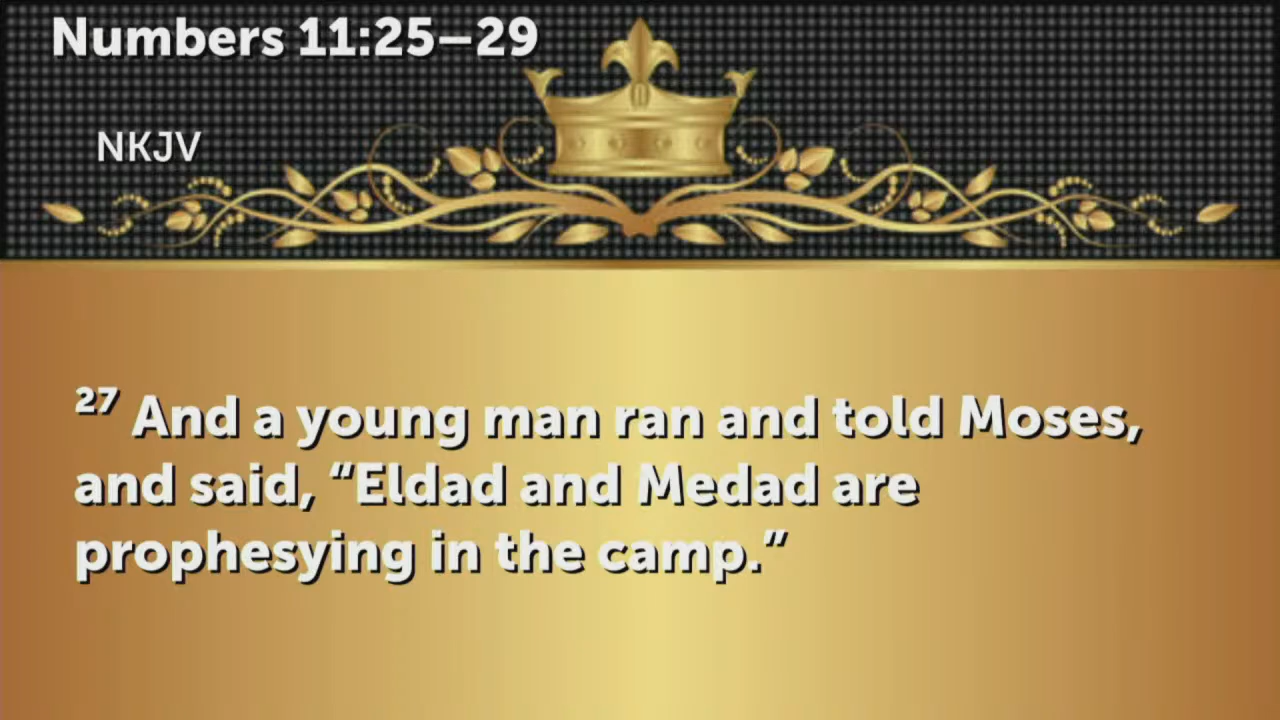 Numbers 11:25–29
NKJV
27 And a young man ran and told Moses,
and said, “Eldad and Medad are
prophesying in the camp.”